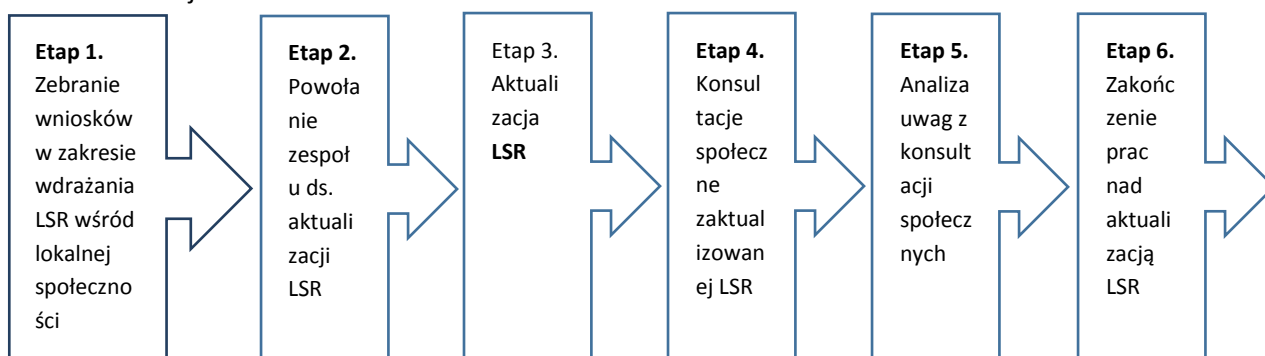 Etap 1.
Zebranie
wniosków
w zakresie
wdrażania
LSR wśród
lokalnej
społeczno
ści
Etap 2.
Powoła
nie
zespoł
u ds.
aktuali
zacji
LSR
Etap 3.
Aktuali
zacja
LSR
Etap 4.
Konsul
tacje
społecz
ne
zaktual
izowan
ej LSR
Etap 5.
Analiza
uwag z
konsult
acji
społecz
nych
Etap 6.
Zakońc
zenie
prac
nad
aktuali
zacją
LSR